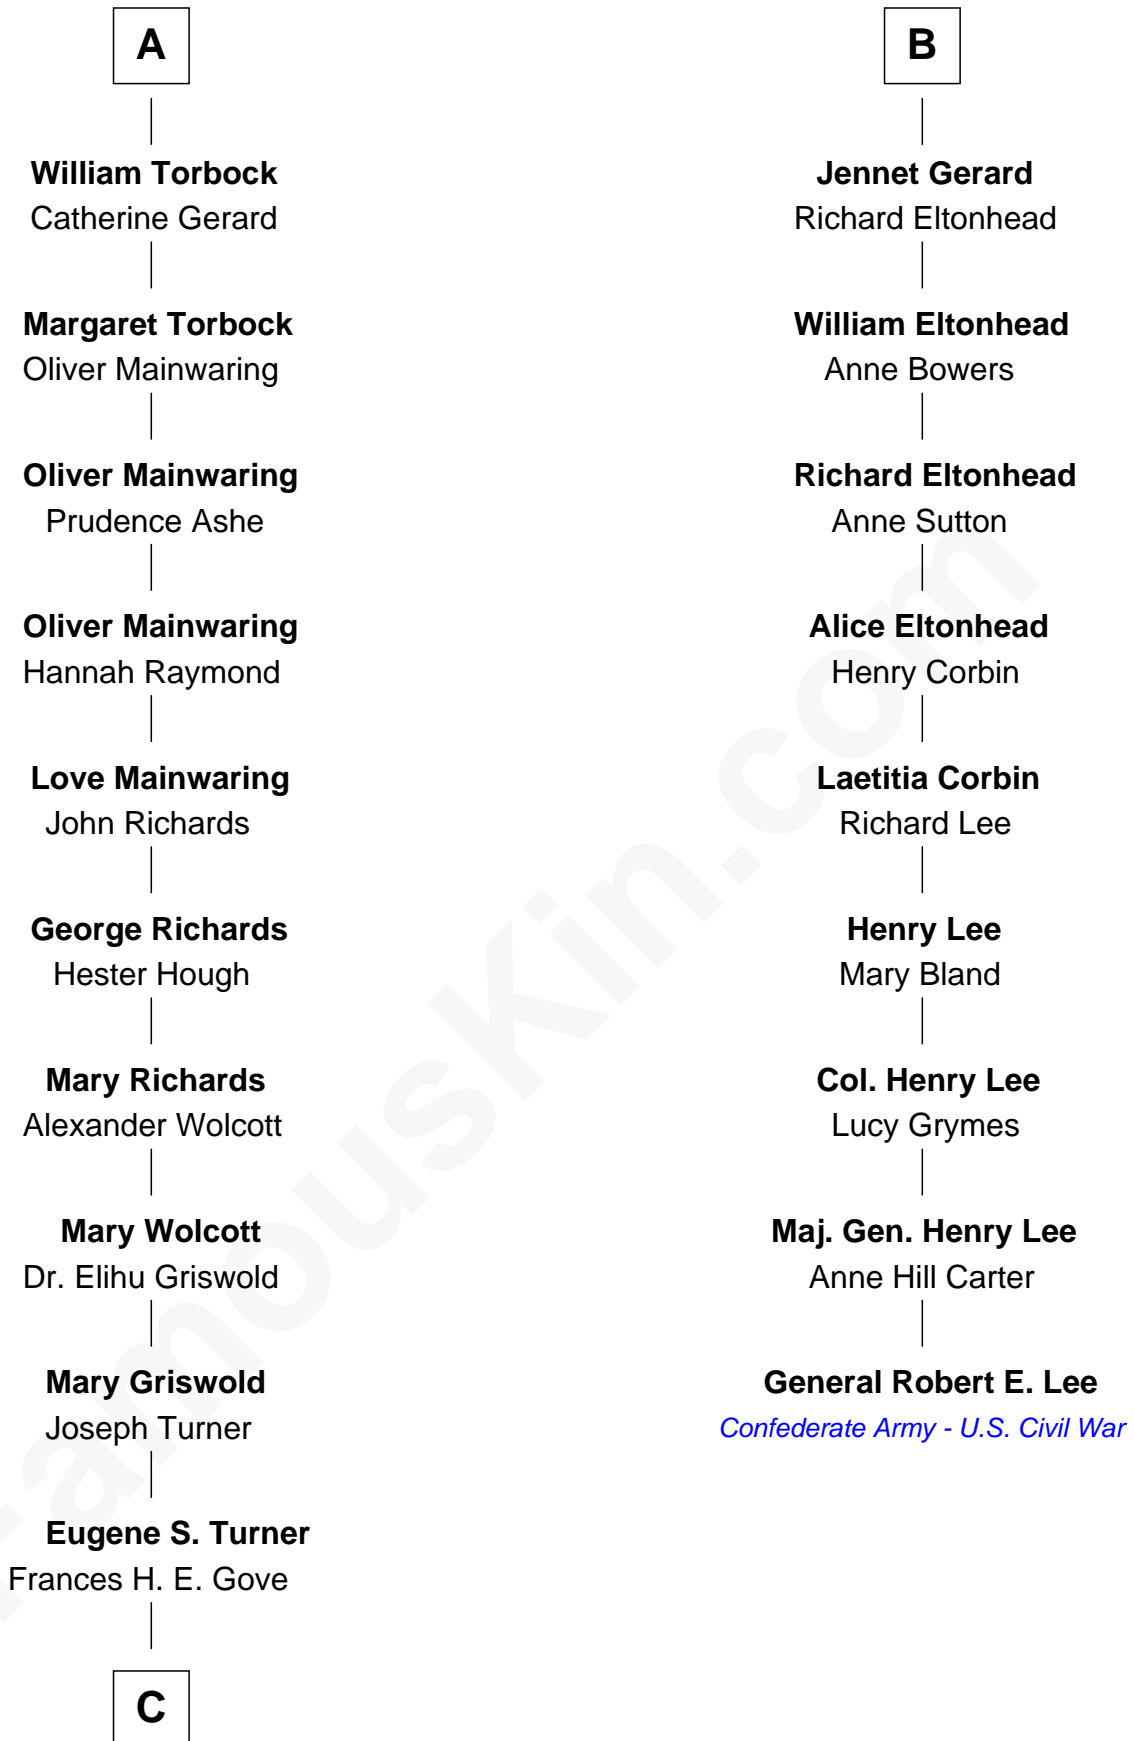 A
William Torbock
Catherine Gerard
Margaret Torbock
Oliver Mainwaring
Oliver Mainwaring
Prudence Ashe
Oliver Mainwaring
Hannah Raymond
Love Mainwaring
John Richards
George Richards
Hester Hough
Mary Richards
Alexander Wolcott
Mary Wolcott
Dr. Elihu Griswold
Mary Griswold
Joseph Turner
Eugene S. Turner
Frances H. E. Gove
C
B
Jennet Gerard
Richard Eltonhead
William Eltonhead
Anne Bowers
Richard Eltonhead
Anne Sutton
Alice Eltonhead
Henry Corbin
Laetitia Corbin
Richard Lee
Henry Lee
Mary Bland
Col. Henry Lee
Lucy Grymes
Maj. Gen. Henry Lee
Anne Hill Carter
General Robert E. Lee
Confederate Army - U.S. Civil War
FamousKin.com